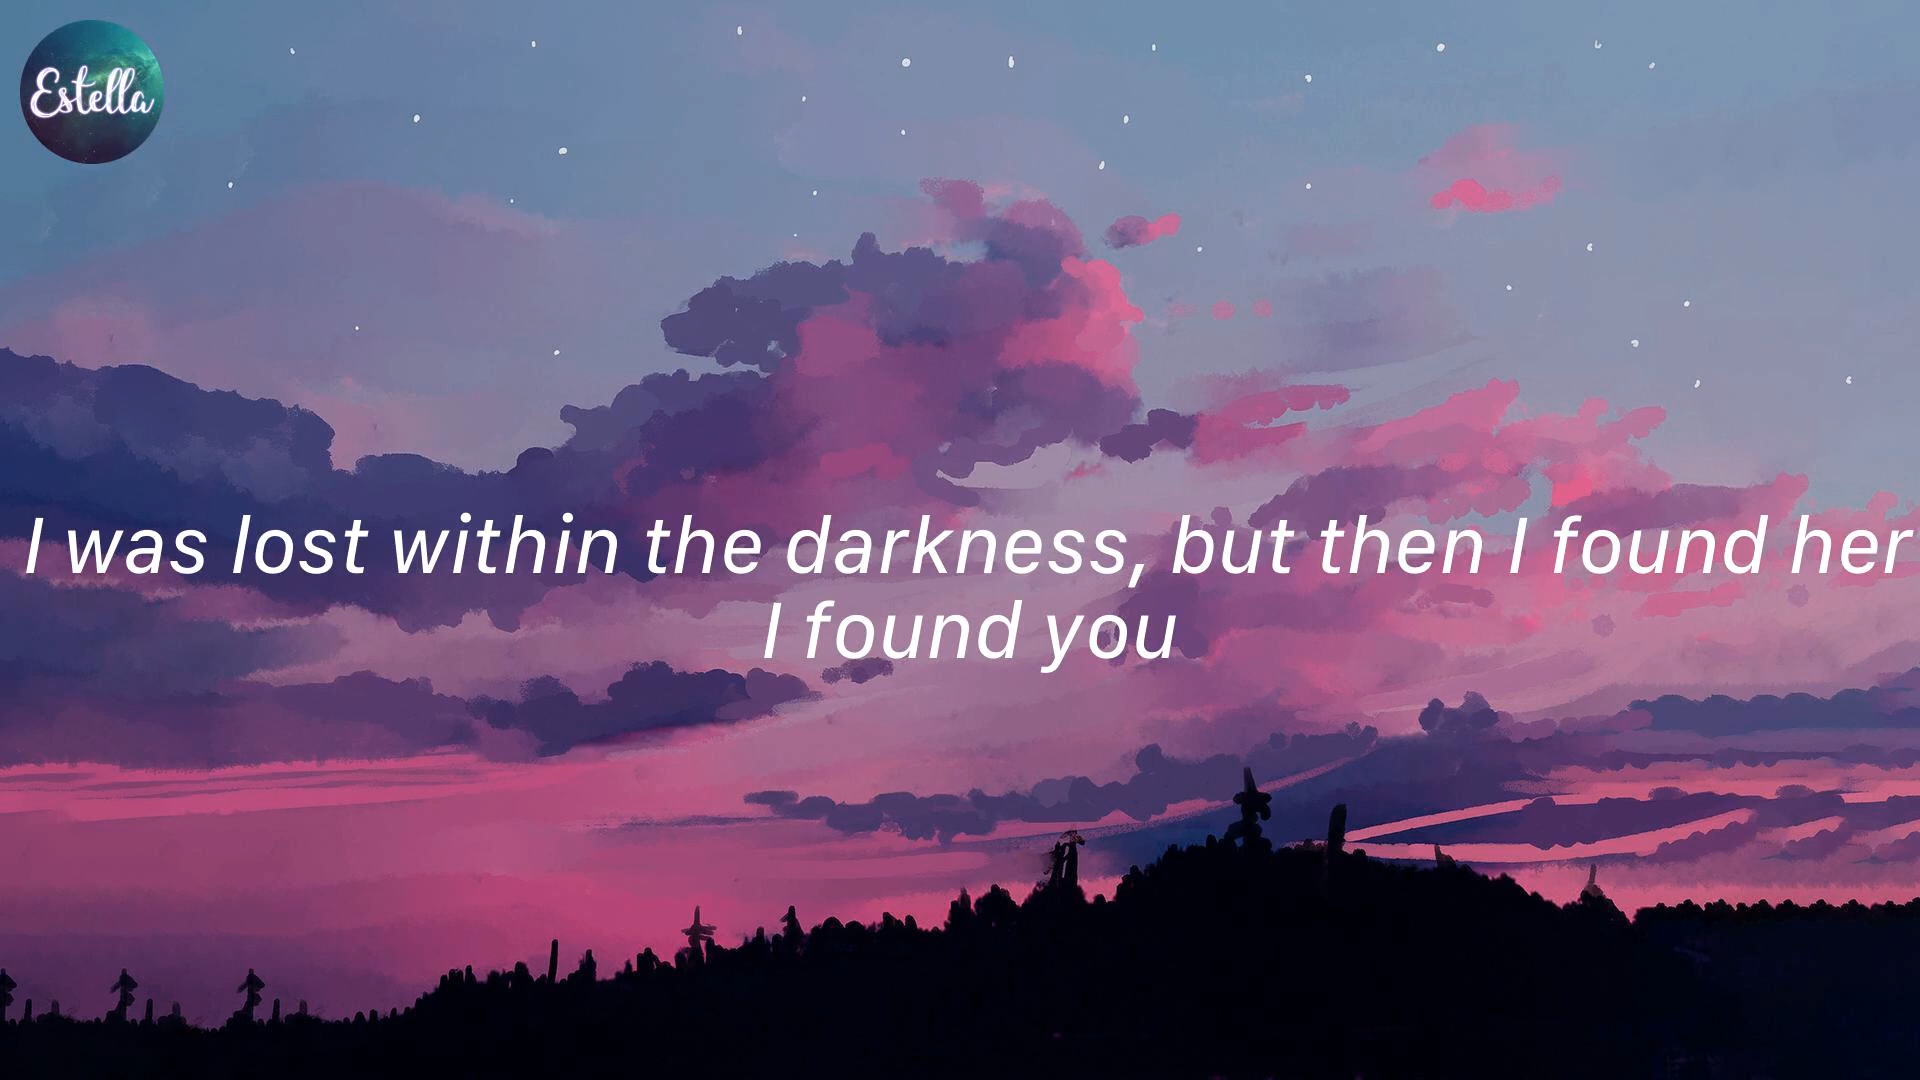 Estella
I was lost within the darkness, but then I found her
I found you